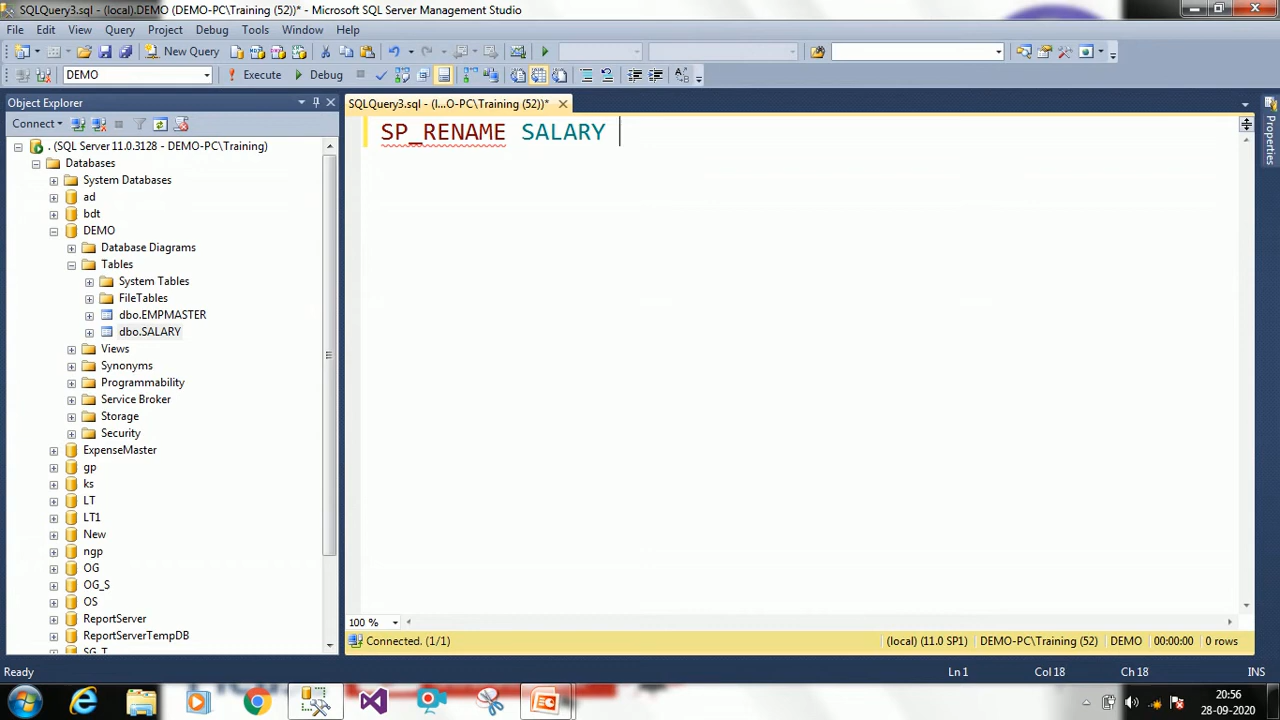 SQLQuery3.sql - (local).DEMO (DEMO-PC\Training (52))* - Microsoft SQL Server Management Studio
File Edit View Query Project Debug Tools Window Help
New Query
DEMO Execute Debug
Object Explorer
SQLQuery3.sql - (l...O-PC\Training (52))*
Connect
SP_RENAME SALARY
. (SQL Server 11.0.3128 - DEMO-PC\Training)
Databases
System Databases
ad
bdt
DEMO
Database Diagrams
Tables
System Tables
FileTables
dbo.EMPMASTER
dbo.SALARY
Views
Synonyms
Programmability
Service Broker
Storage
Security
ExpenseMaster
gp
ks
LT
LT1
New
ngp
OG
OG_S
OS
ReportServer
ReportServerTempDB
SG_T
Properties
100 %
Connected. (1/1) (local) (11.0 SP1) DEMO-PC\Training (52) DEMO 00:00:00 0 rows
Ready Ln 1 Col 18 Ch 18 INS
20:56
28-09-2020